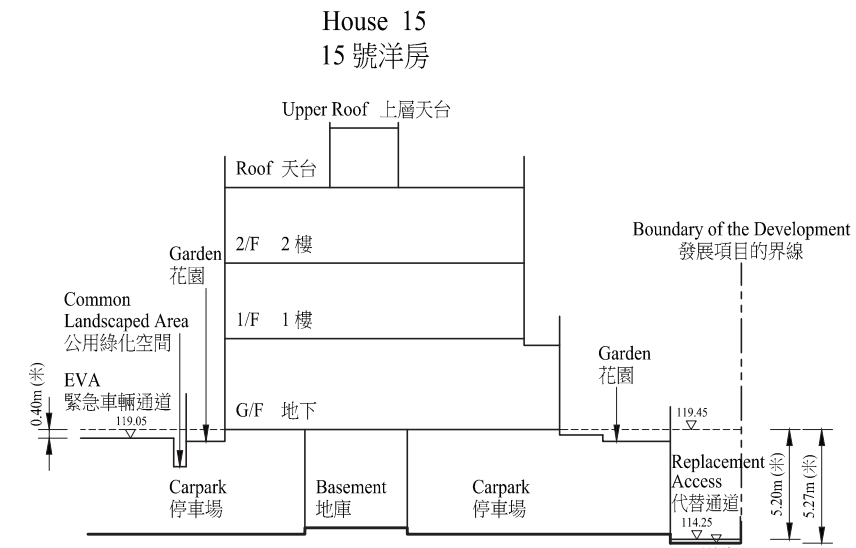 House 15
15 號洋房
Upper Roof 上層天台
Roof 天台
Boundary of the Development
發展項目的界線
2/F 2 樓
Garden
花園
Common
Landscaped Area
公用綠化空間
1/F 1 樓
Garden
花園
EVA
緊急車輛通道
0.40m (米)
119.05
G/F 地下
119.45
Carpark
停車場
Basement
地庫
Carpark
停車場
Replacement
Access
代替通道
114.25
5.20m (米)
5.27m (米)